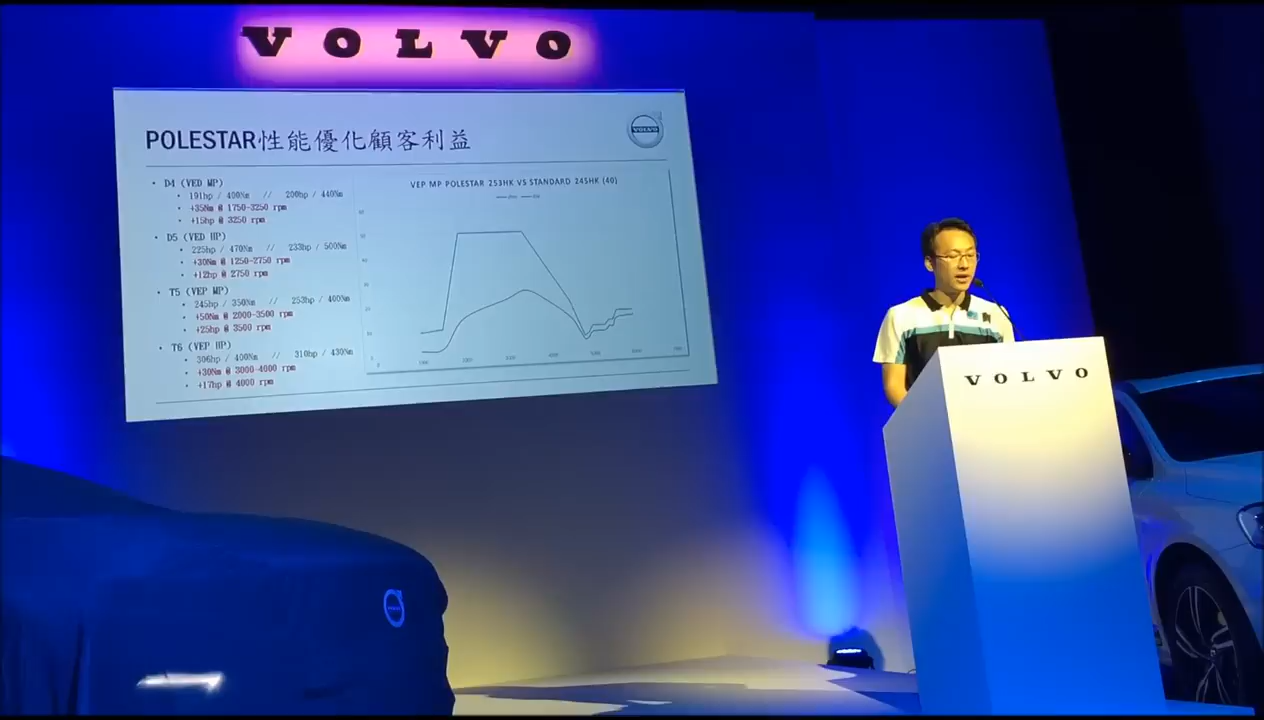 VOLVO
POLESTAR性能優化顧客利益
VOLVO
• D4 (VED MP)
• 191hp / 400Nm // 200hp / 440Nm
• +35Nm @ 1750-3250 rpm
• +15hp @ 3250 rpm
• D5 (VED HP)
• 225hp / 470Nm // 233hp / 500Nm
• +30Nm @ 1250-2750 rpm
• +12hp @ 2750 rpm
• T5 (VEP MP)
• 245hp / 350Nm // 253hp / 400Nm
• +50Nm @ 2000-3500 rpm
• +25hp @ 3500 rpm
• T6 (VEP HP)
• 306hp / 400Nm // 310hp / 430Nm
• +30Nm @ 3000-4000 rpm
• +17hp @ 4000 rpm
VEP MP POLESTAR 253HK VS STANDARD 245HK (40)
VOLVO